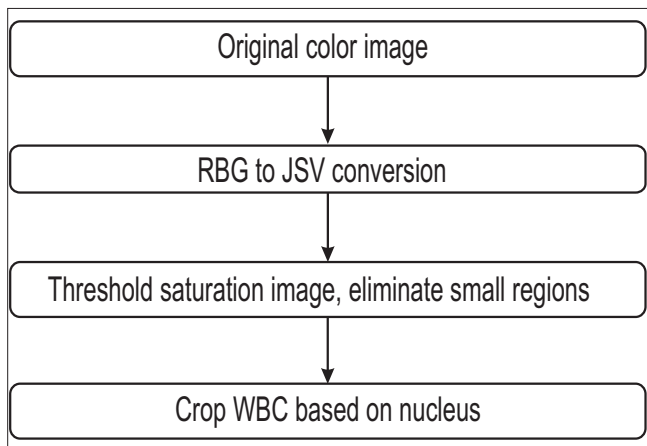 Original color image
RBG to JSV conversion
Threshold saturation image, eliminate small regions
Crop WBC based on nucleus